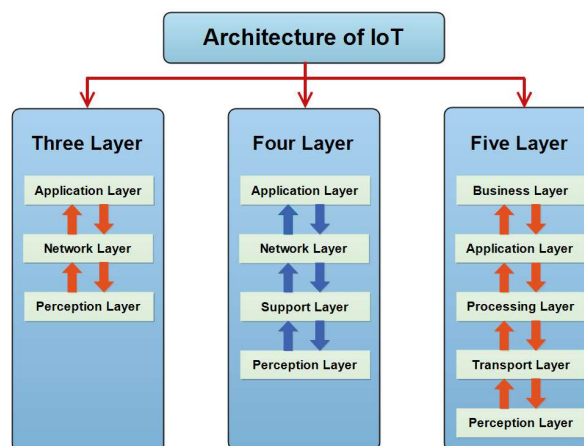 Architecture of IoT
Three Layer
Application Layer
Network Layer
Perception Layer
Four Layer
Application Layer
Network Layer
Support Layer
Perception Layer
Five Layer
Business Layer
Application Layer
Processing Layer
Transport Layer
Perception Layer